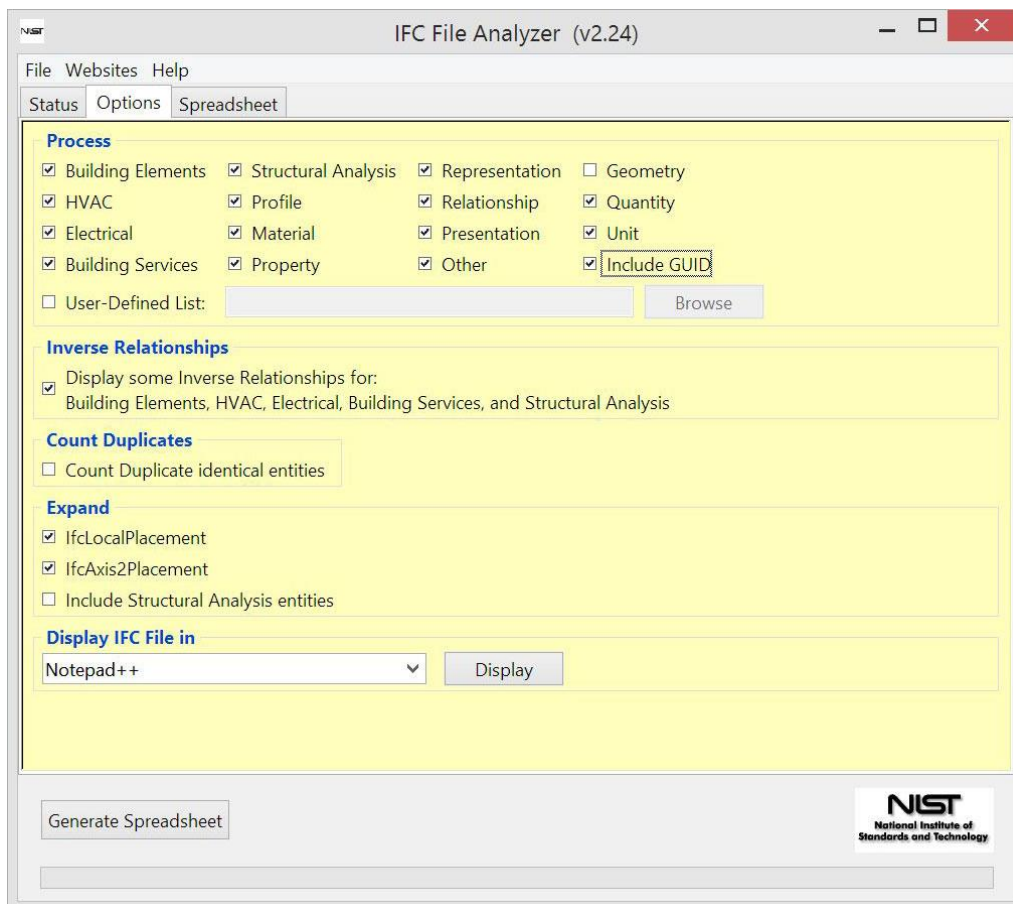 NIST
IFC File Analyzer (v2.24)
File Websites Help
Status Options Spreadsheet
Process
Building Elements Structural Analysis Representation Geometry
HVAC Profile Relationship Quantity
Electrical Material Presentation Unit
Building Services Property Other Include GUID
User-Defined List: Browse
Inverse Relationships
Display some Inverse Relationships for:
Building Elements, HVAC, Electrical, Building Services, and Structural Analysis
Count Duplicates
Count Duplicate identical entities
Expand
IfcLocalPlacement
IfcAxis2Placement
Include Structural Analysis entities
Display IFC File in
Notepad++ Display
Generate Spreadsheet
NIST
National Institute of
Standards and Technology